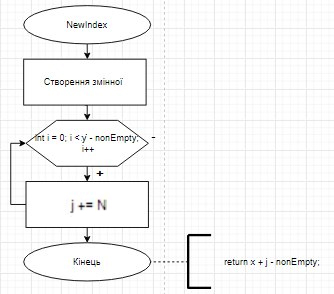 NewIndex
Створення змінної
int i = 0; i < y - nonEmpty;
i++
-
+
j += N
Кінець
return x + j - nonEmpty;